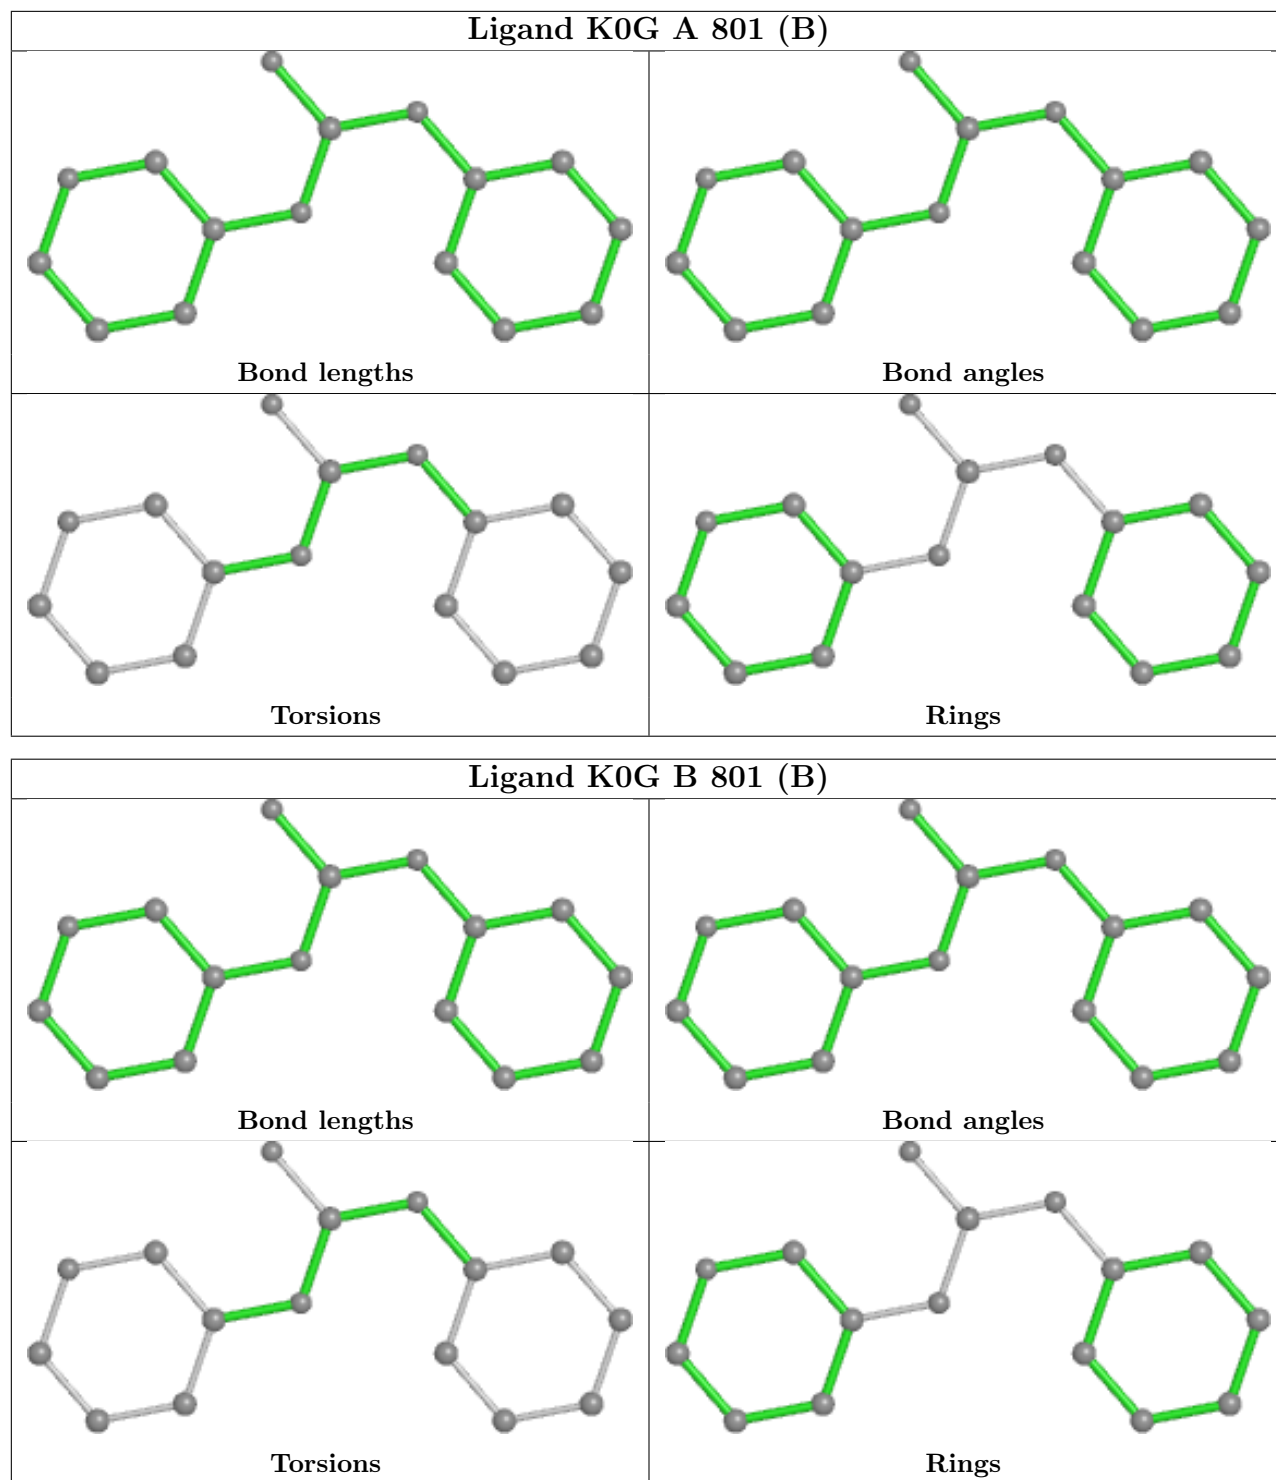 Ligand K0G A 801 (B)
Bond lengths
Bond angles
Torsions
Rings
Ligand K0G B 801 (B)
Bond lengths
Bond angles
Torsions
Rings